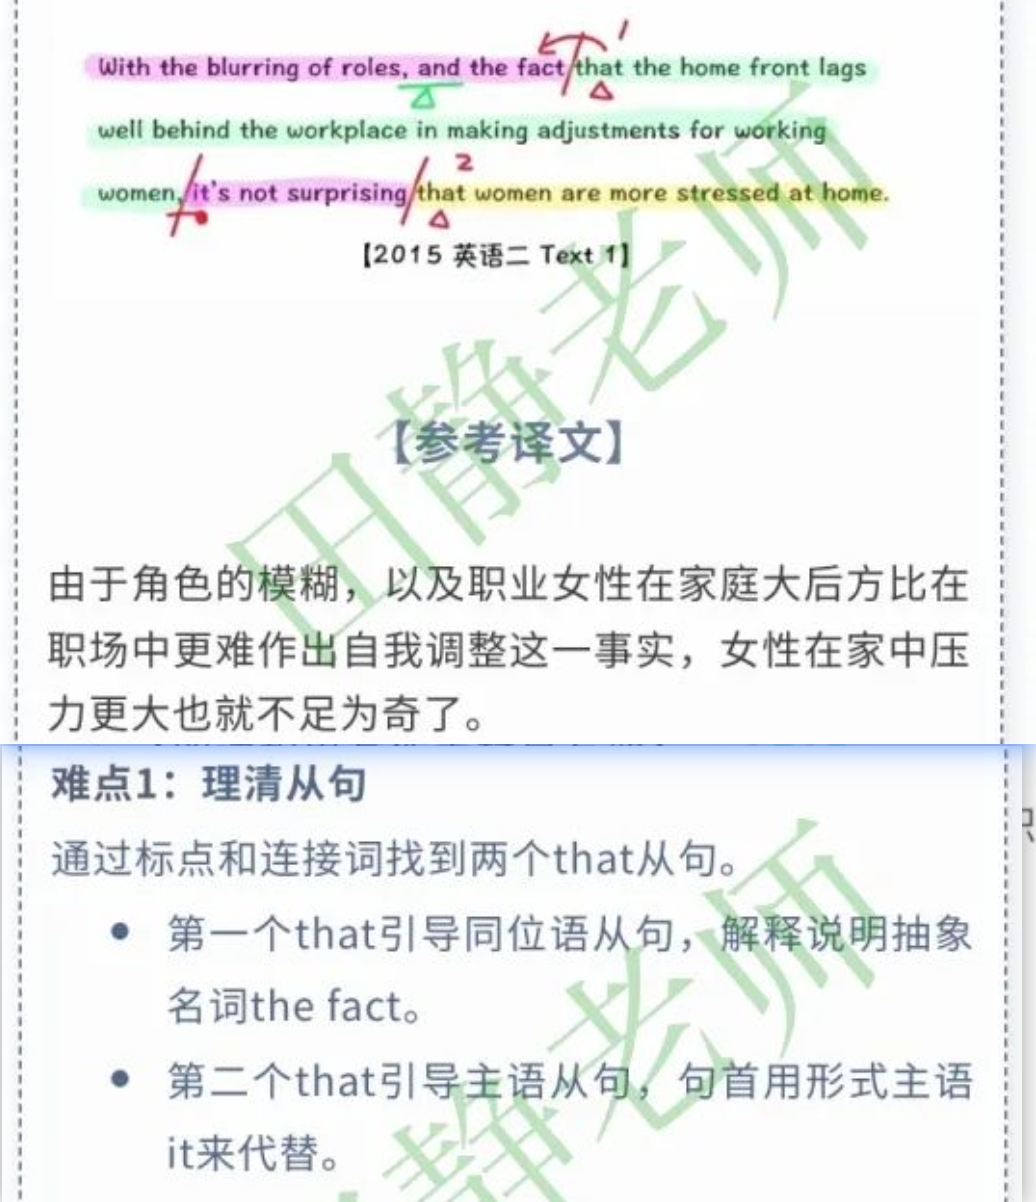 With the blurring of roles, and the fact that the home front lags
well behind the workplace in making adjustments for working
women, it's not surprising that women are more stressed at home.
【2015 英语二 Text 1】
【参考译文】
由于角色的模糊，以及职业女性在家庭大后方比在
职场中更难作出自我调整这一事实，女性在家中压
力更大也就不足为奇了。
难点1：理清从句
通过标点和连接词找到两个that从句。
第一个that引导同位语从句，解释说明抽象
名词the fact。
第二个that引导主语从句，句首用形式主语
it来代替。
1
2
田静老师
静老师